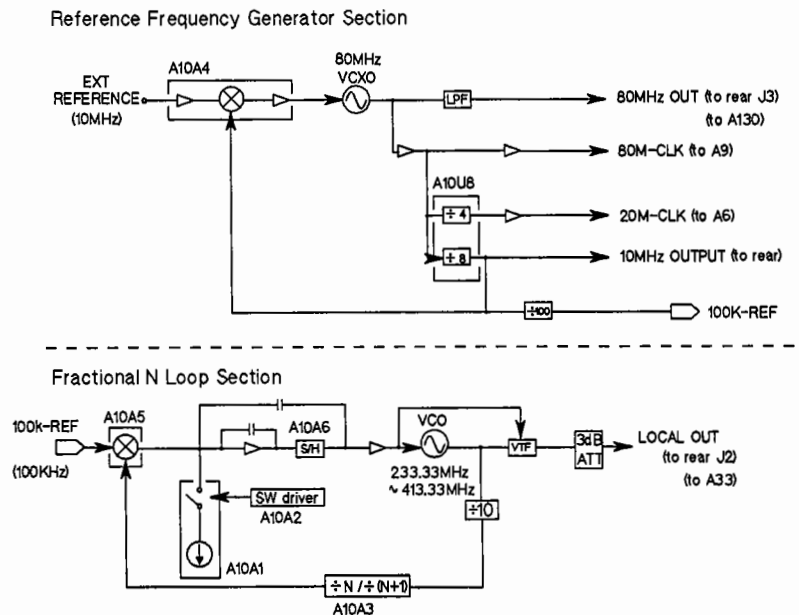 Reference Frequency Generator Section
A10A4
80MHz
VCXO
EXT
REFERENCE
(10MHz)
LPF
80MHz OUT (to rear J3)
(to A130)
80M-CLK (to A9)
A10U8
÷4
20M-CLK (to A6)
÷8
10MHz OUTPUT (to rear)
÷100
100K-REF
Fractional N Loop Section
100k-REF
A10A5
(100KHz)
A10A6
S/H
VCO
233.33MHz
~ 413.33MHz
VTF
3dB
ATT
LOCAL OUT
(to rear J2)
(to A33)
SW driver
A10A2
÷10
A10A1
÷N / ÷(N+1)
A10A3